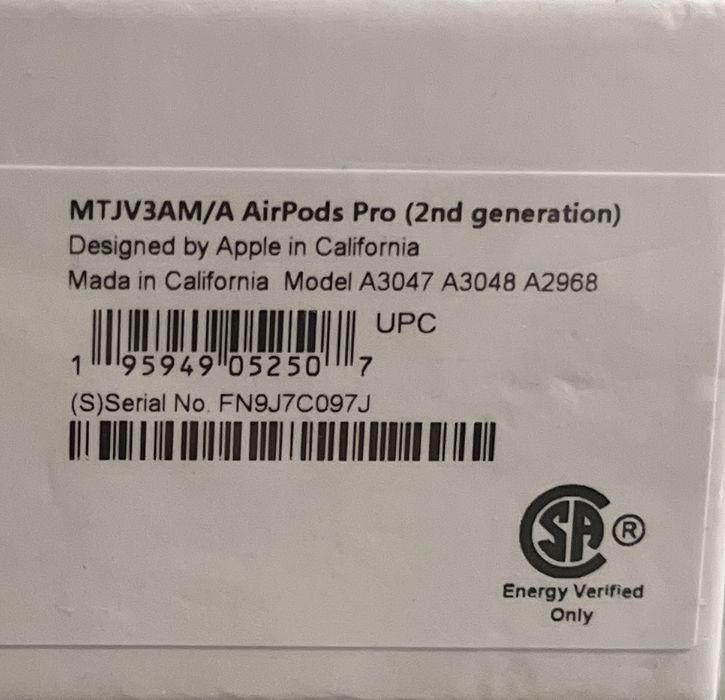 MTJV3AM/A AirPods Pro (2nd generation)
Designed by Apple in California
Mada in California Model A3047 A3048 A2968
UPC
1 95949 05250 7
(S)Serial No. FN9J7C097J
SA ®
Energy Verified
Only